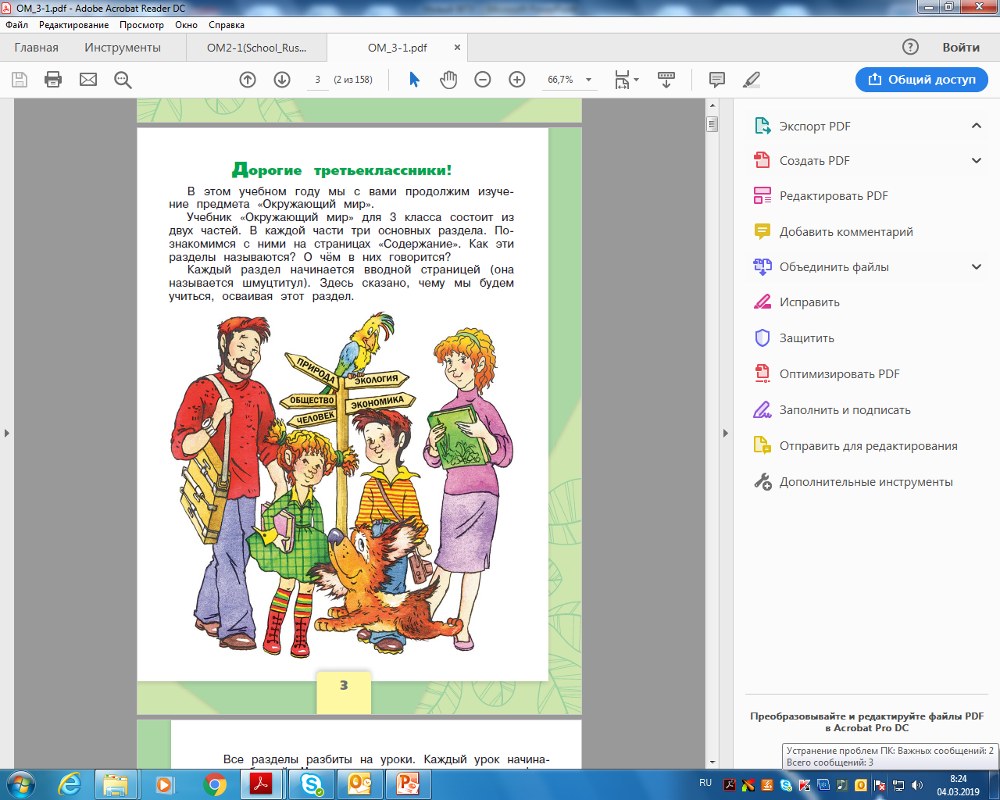 OM_3-1.pdf - Adobe Acrobat Reader DC
Файл Редактирование Просмотр Окно Справка
Главная Инструменты OM2-1(School_Rus... OM_3-1.pdf × ? Войти
3 (2 из 158) 66,7% Общий доступ
Дорогие третьеклассники!
В этом учебном году мы с вами продолжим изуче-
ние предмета «Окружающий мир».
Учебник «Окружающий мир» для 3 класса состоит из
двух частей. В каждой части три основных раздела. По-
знакомимся с ними на страницах «Содержание». Как эти
разделы называются? О чём в них говорится?
Каждый раздел начинается вводной страницей (она
называется шмуцтитул). Здесь сказано, чему мы будем
учиться, осваивая этот раздел.
ПРИРОДА
ЭКОЛОГИЯ
ОБЩЕСТВО
ЭКОНОМИКА
ЧЕЛОВЕК
3
Все разделы разбиты на уроки. Каждый урок начина-
Экспорт PDF
Создать PDF
Редактировать PDF
Добавить комментарий
Объединить файлы
Исправить
Защитить
Оптимизировать PDF
Заполнить и подписать
Отправить для редактирования
Дополнительные инструменты
Преобразовывайте и редактируйте файлы PDF
в Acrobat Pro DC
Устранение проблем ПК: Важных сообщений: 2
Всего сообщений: 3
RU
8:24
04.03.2019